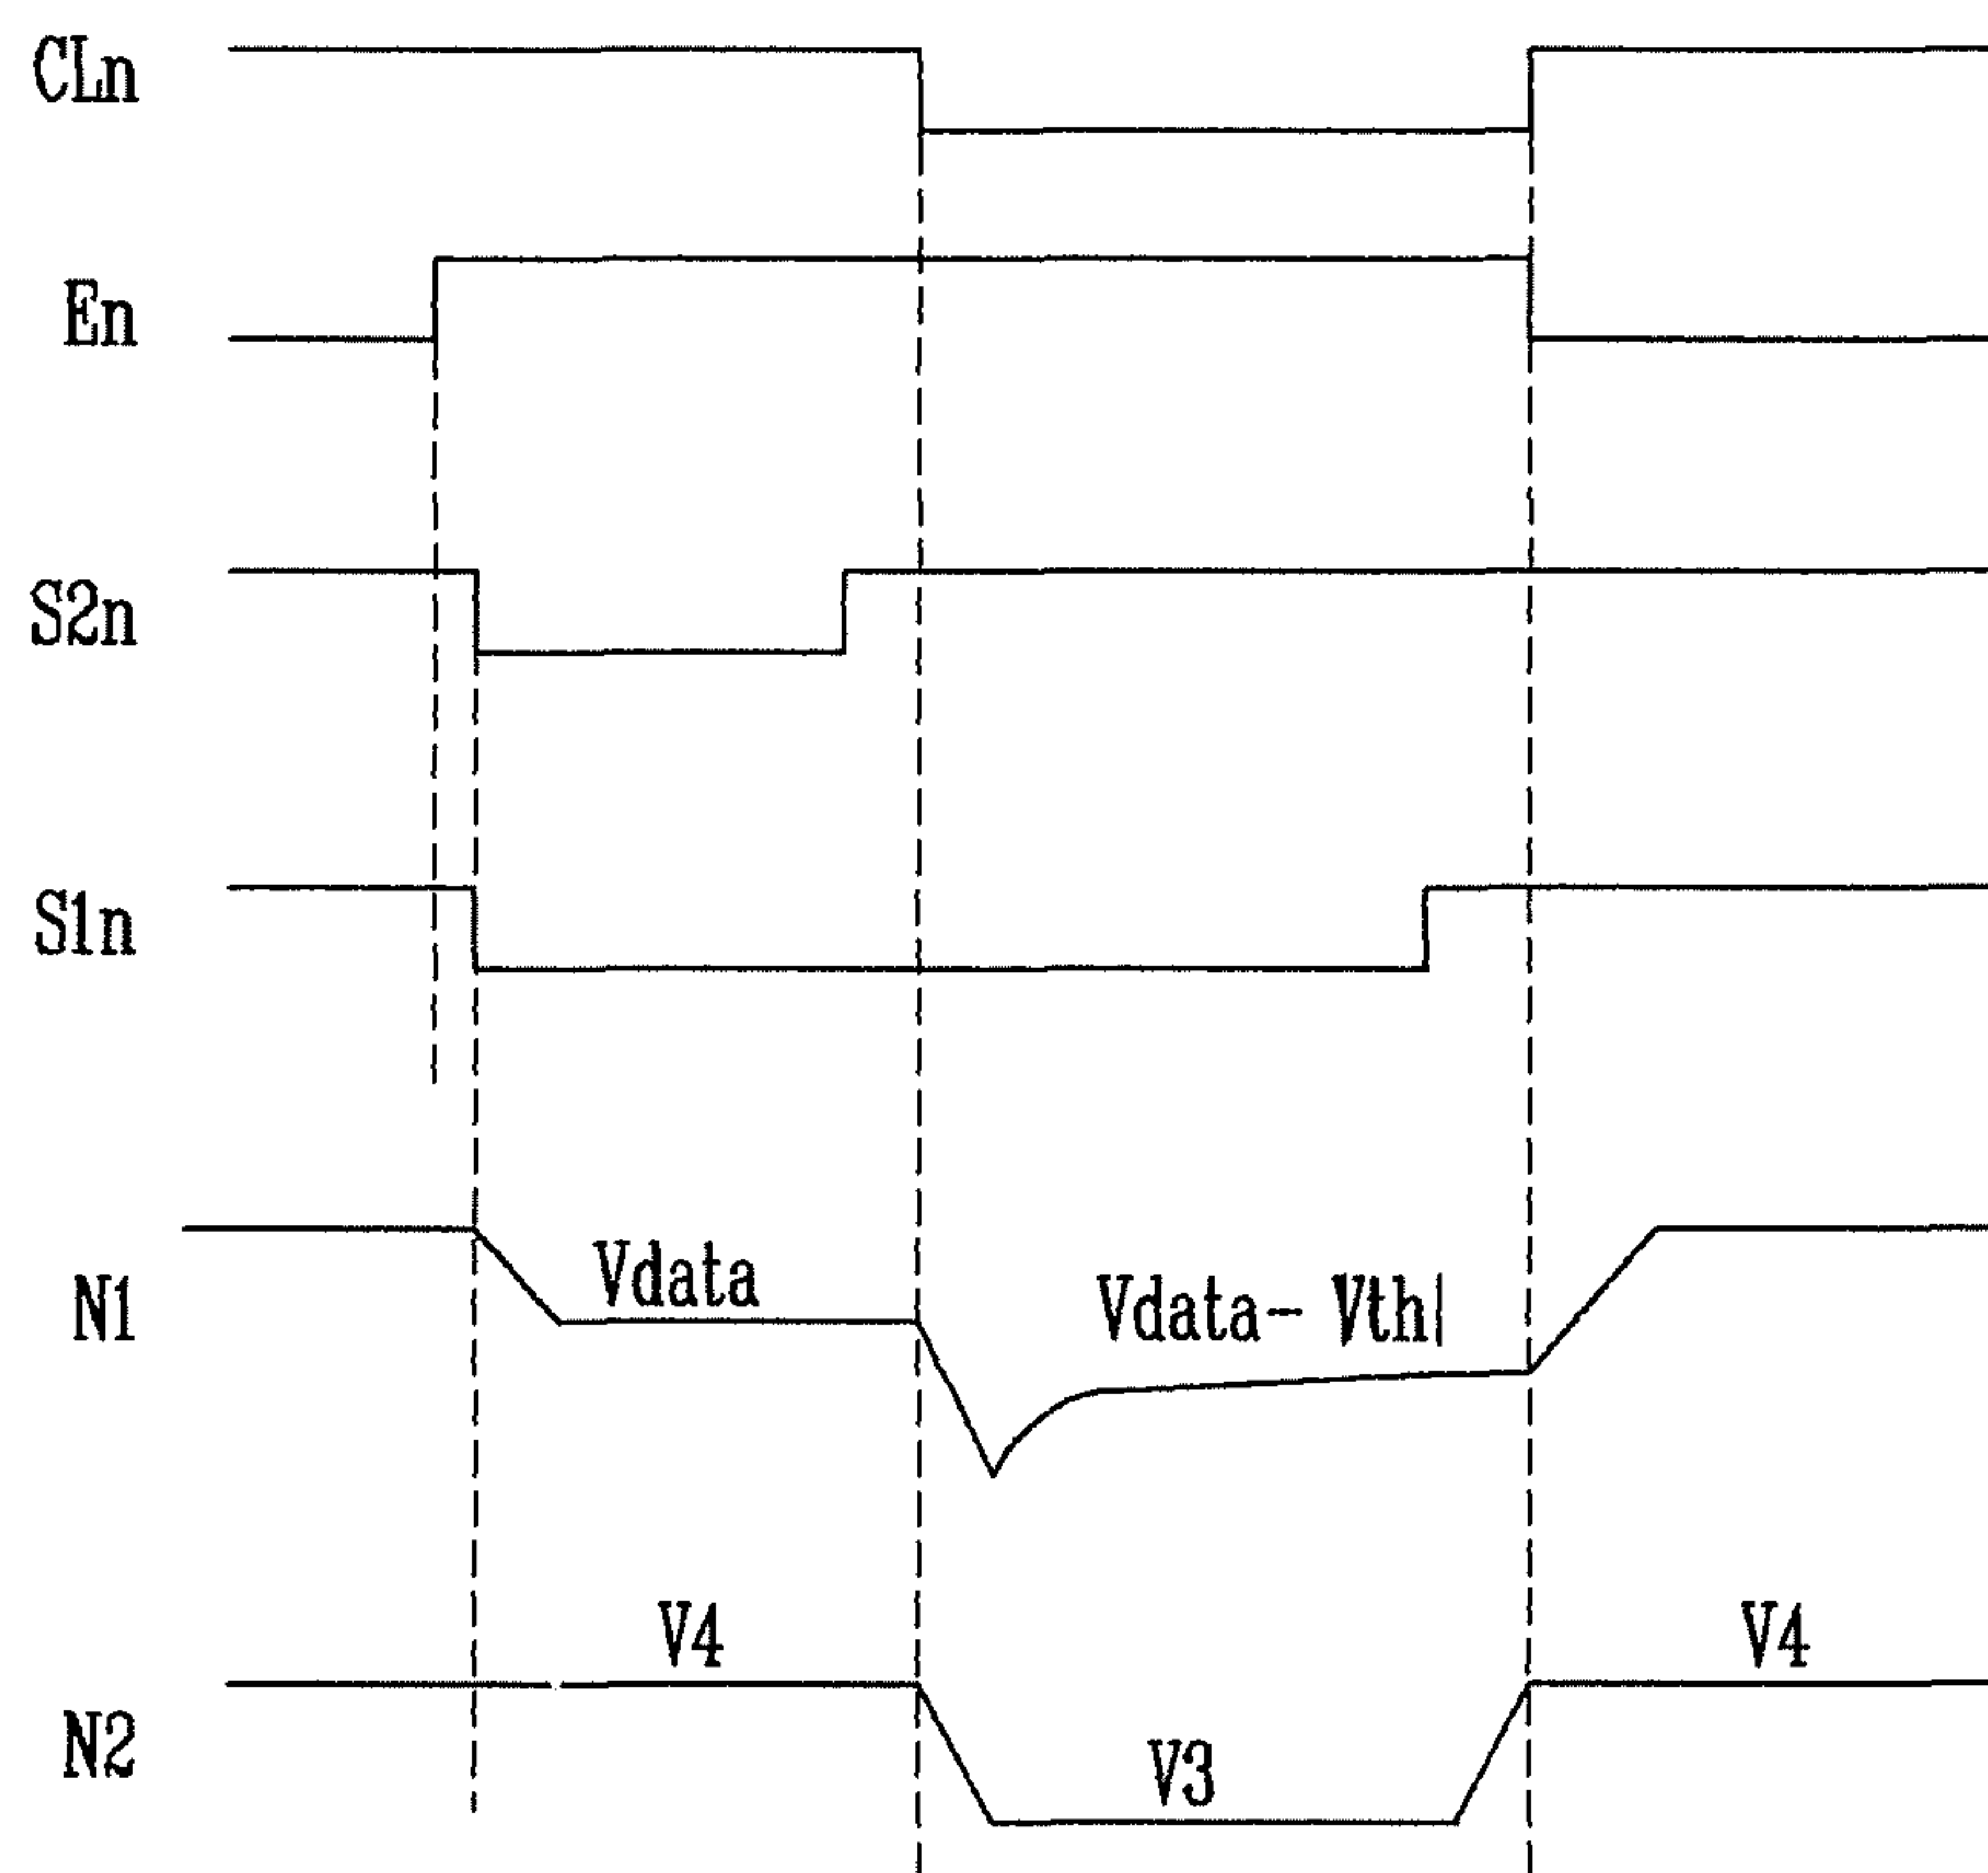 CLn
En
S2n
S1n
N1
Vdata
Vdata- Vth|
N2
V4
V3
V4